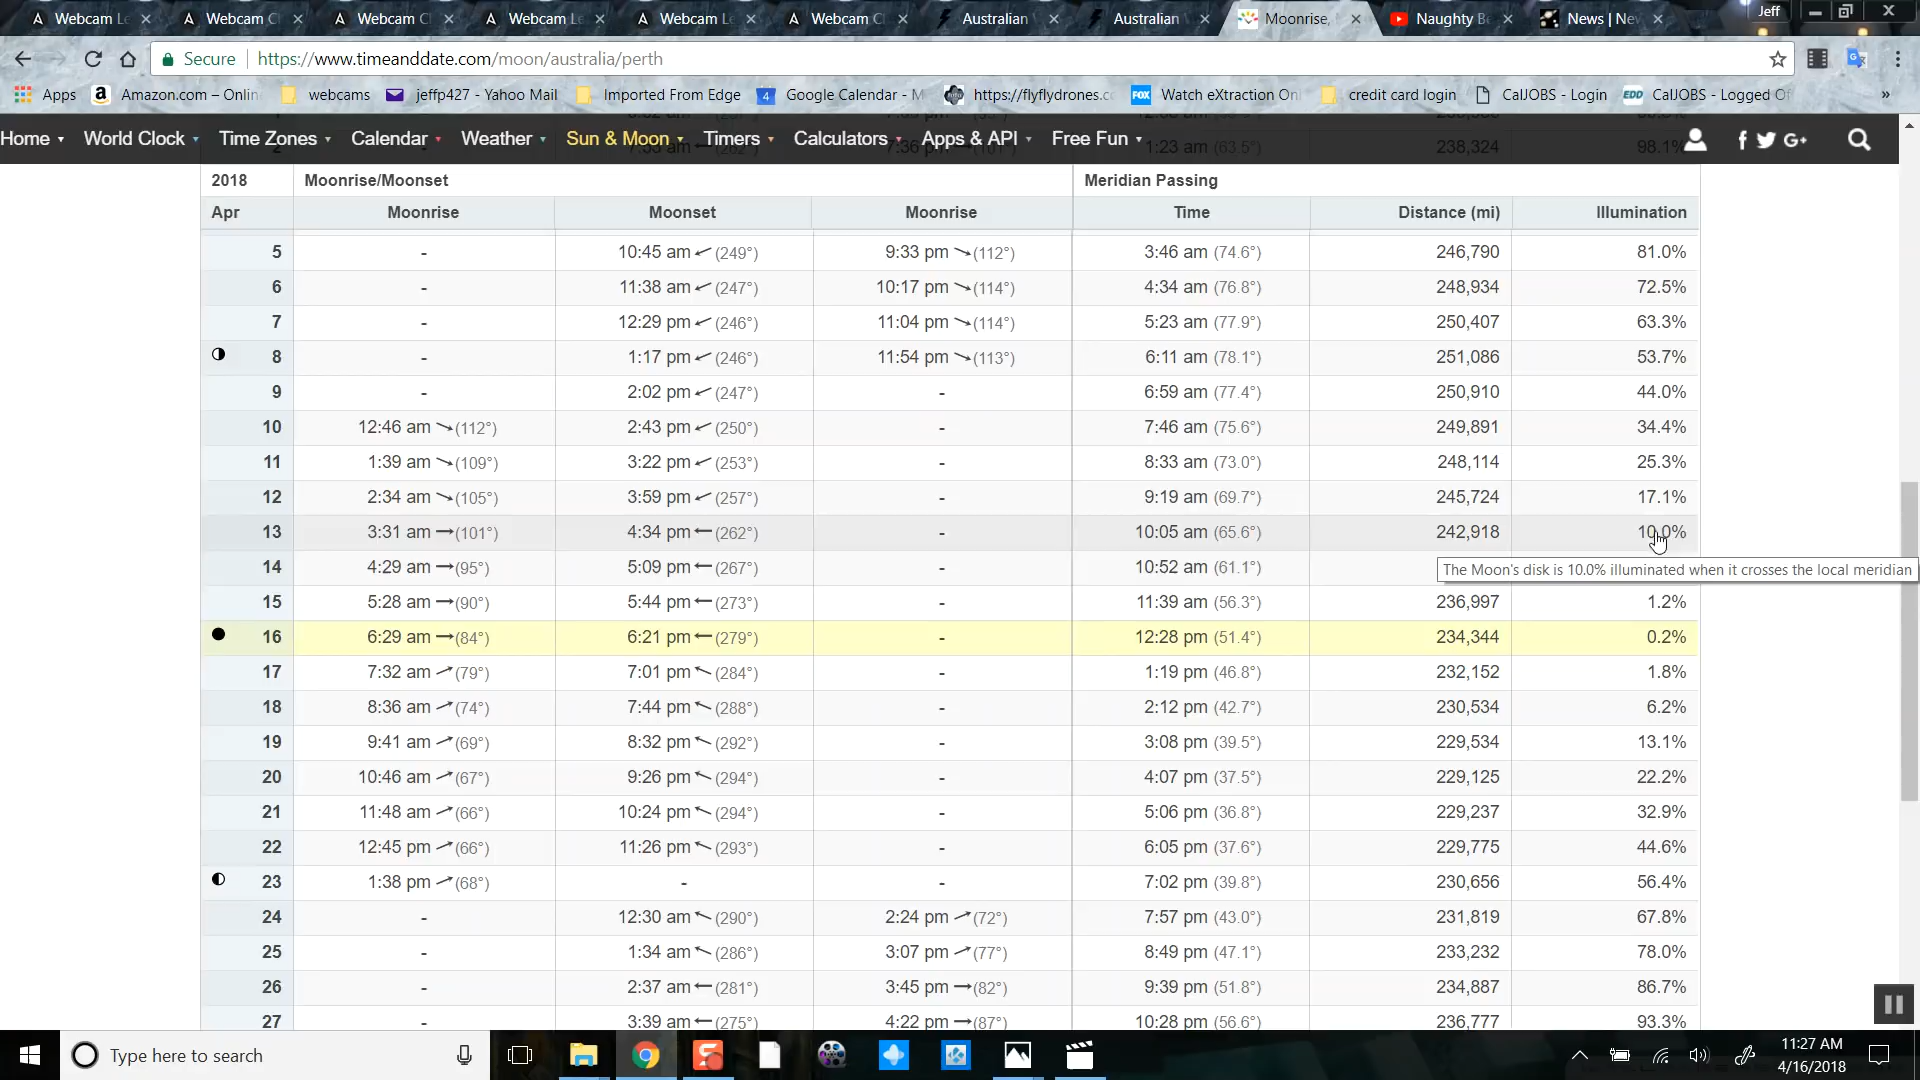 Webcam Le Webcam C Webcam C Webcam Le Webcam Le Webcam C Australian Australian Moonrise, Naughty Be News | Ne Jeff
Secure https://www.timeanddate.com/moon/australia/perth
Apps Amazon.com – Onlin webcams jeffp427 - Yahoo Mail Imported From Edge Google Calendar - M https://flyflydrones.c Watch eXtraction On credit card login CalJOBS - Login CalJOBS - Logged Of »
Home World Clock Time Zones Calendar Weather Sun & Moon Timers Calculators Apps & API Free Fun
1:23 am (63.5°) 238,324 98.1%
2018 Moonrise/Moonset Meridian Passing
Apr Moonrise Moonset Moonrise Time Distance (mi) Illumination
5 - 10:45 am (249°) 9:33 pm (112°) 3:46 am (74.6°) 246,790 81.0%
6 - 11:38 am (247°) 10:17 pm (114°) 4:34 am (76.8°) 248,934 72.5%
7 - 12:29 pm (246°) 11:04 pm (114°) 5:23 am (77.9°) 250,407 63.3%
8 - 1:17 pm (246°) 11:54 pm (113°) 6:11 am (78.1°) 251,086 53.7%
9 - 2:02 pm (247°) - 6:59 am (77.4°) 250,910 44.0%
10 12:46 am (112°) 2:43 pm (250°) - 7:46 am (75.6°) 249,891 34.4%
11 1:39 am (109°) 3:22 pm (253°) - 8:33 am (73.0°) 248,114 25.3%
12 2:34 am (105°) 3:59 pm (257°) - 9:19 am (69.7°) 245,724 17.1%
13 3:31 am (101°) 4:34 pm (262°) - 10:05 am (65.6°) 242,918 10.0%
14 4:29 am (95°) 5:09 pm (267°) - 10:52 am (61.1°)
The Moon's disk is 10.0% illuminated when it crosses the local meridian
15 5:28 am (90°) 5:44 pm (273°) - 11:39 am (56.3°) 236,997 1.2%
16 6:29 am (84°) 6:21 pm (279°) - 12:28 pm (51.4°) 234,344 0.2%
17 7:32 am (79°) 7:01 pm (284°) - 1:19 pm (46.8°) 232,152 1.8%
18 8:36 am (74°) 7:44 pm (288°) - 2:12 pm (42.7°) 230,534 6.2%
19 9:41 am (69°) 8:32 pm (292°) - 3:08 pm (39.5°) 229,534 13.1%
20 10:46 am (67°) 9:26 pm (294°) - 4:07 pm (37.5°) 229,125 22.2%
21 11:48 am (66°) 10:24 pm (294°) - 5:06 pm (36.8°) 229,237 32.9%
22 12:45 pm (66°) 11:26 pm (293°) - 6:05 pm (37.6°) 229,775 44.6%
23 1:38 pm (68°) - - 7:02 pm (39.8°) 230,656 56.4%
24 - 12:30 am (290°) 2:24 pm (72°) 7:57 pm (43.0°) 231,819 67.8%
25 - 1:34 am (286°) 3:07 pm (77°) 8:49 pm (47.1°) 233,232 78.0%
26 - 2:37 am (281°) 3:45 pm (82°) 9:39 pm (51.8°) 234,887 86.7%
27 - 3:39 am (275°) 4:22 pm (87°) 10:28 pm (56.6°) 236,777 93.3%
Type here to search
11:27 AM
4/16/2018